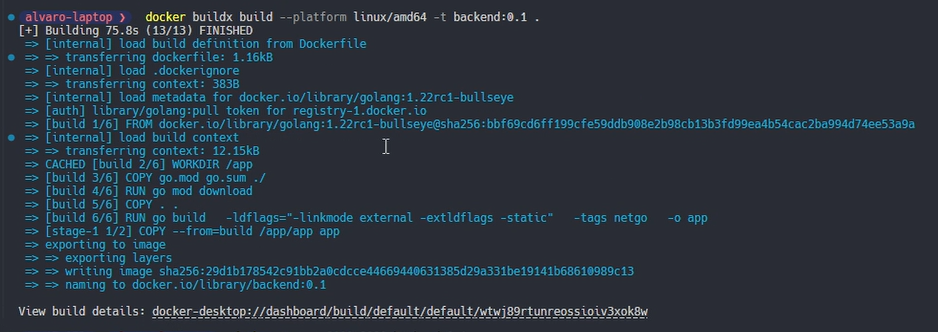 alvaro-laptop ❯ docker buildx build --platform linux/amd64 -t backend:0.1 .
[+] Building 75.8s (13/13) FINISHED
=> [internal] load build definition from Dockerfile
=> => transferring dockerfile: 1.16kB
=> [internal] load .dockerignore
=> => transferring context: 383B
=> [internal] load metadata for docker.io/library/golang:1.22rc1-bullseye
=> [auth] library/golang:pull token for registry-1.docker.io
=> [build 1/6] FROM docker.io/library/golang:1.22rc1-bullseye@sha256:bbf69cd6ff199cfe59ddb908e2b98cb13b3fd99ea4b54cac2ba994d74ee53a9a
=> [internal] load build context
=> => transferring context: 12.15kB
=> CACHED [build 2/6] WORKDIR /app
=> [build 3/6] COPY go.mod go.sum ./
=> [build 4/6] RUN go mod download
=> [build 5/6] COPY . .
=> [build 6/6] RUN go build -ldflags="-linkmode external -extldflags -static" -tags netgo -o app
=> [stage-1 1/2] COPY --from=build /app/app app
=> exporting to image
=> => exporting layers
=> => writing image sha256:29d1b178542c91bb2a0cdcce44669440631385d29a331be19141b68610989c13
=> => naming to docker.io/library/backend:0.1
View build details: docker-desktop://dashboard/build/default/default/wtwj89rtunreossioiv3xok8w